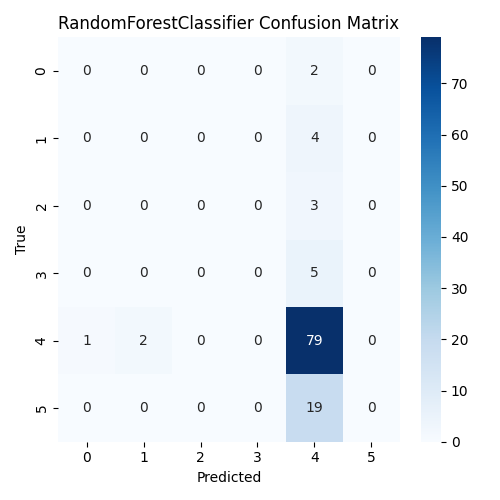 RandomForestClassifier Confusion Matrix
0 0 0 0 0 2 0
1 0 0 0 0 4 0
2 0 0 0 0 3 0
3 0 0 0 0 5 0
4 1 2 0 0 79 0
5 0 0 0 0 19 0
0 1 2 3 4 5
True
Predicted
70
60
50
40
30
20
10
0